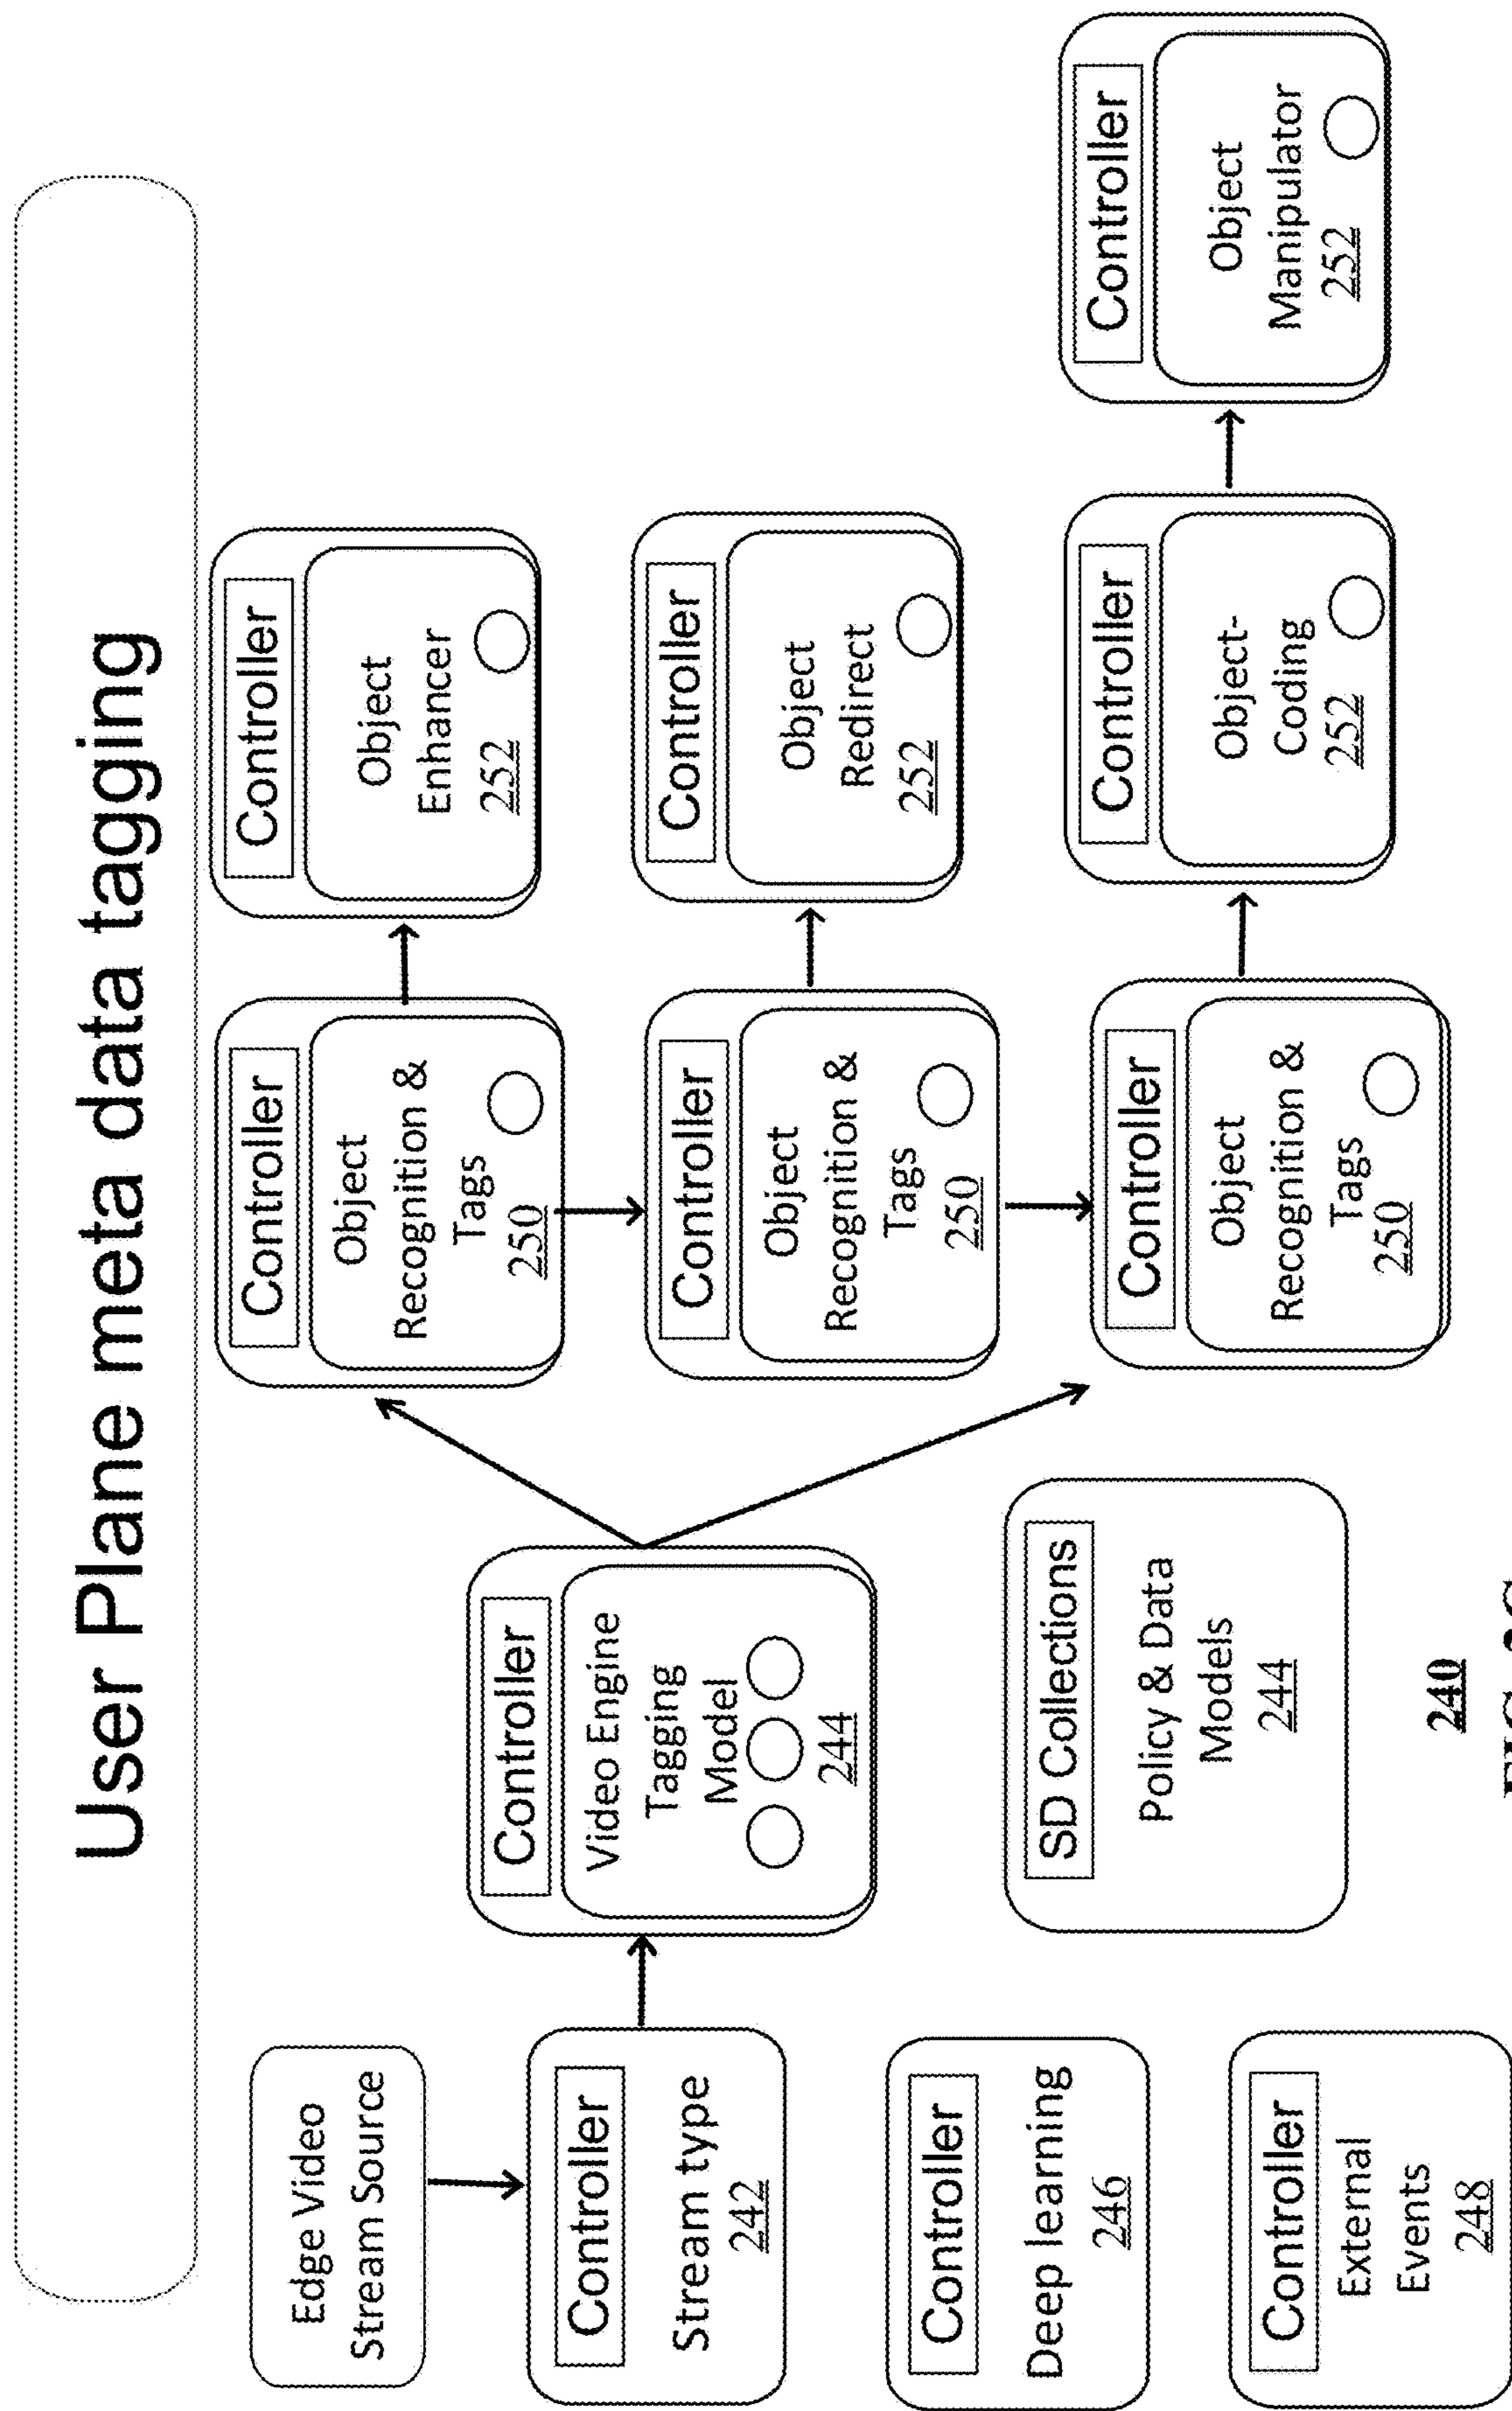 User Plane meta data tagging
Edge Video
Stream Source
Controller
Stream type
242
Controller
Deep learning
246
Controller
External
Events
248
Controller
Video Engine
Tagging
Model
244
SD Collections
Policy & Data
Models
244
Controller
Object
Recognition &
Tags
250
Controller
Object
Recognition &
Tags
250
Controller
Object
Recognition &
Tags
250
Controller
Object
Enhancer
252
Controller
Object
Redirect
252
Controller
Object-
Coding
252
Controller
Object
Manipulator
252
240